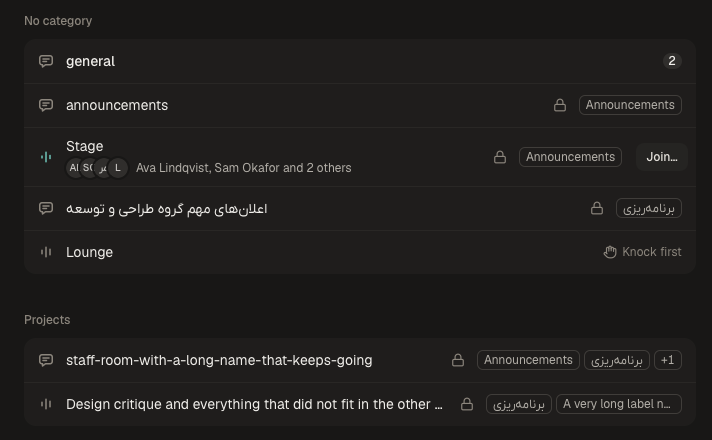 No category
general 2
announcements Announcements
Stage
Ava Lindqvist, Sam Okafor and 2 others Announcements Join…
اعلان‌های مهم گروه طراحی و توسعه برنامه‌ریزی
Lounge Knock first
Projects
staff-room-with-a-long-name-that-keeps-going Announcements برنامه‌ریزی +1
Design critique and everything that did not fit in the other … برنامه‌ریزی A very long label n…